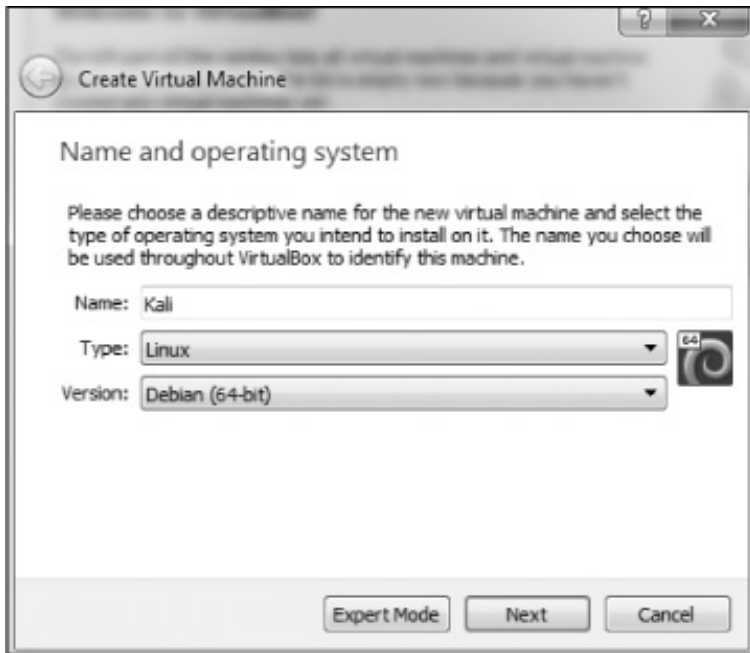 Create Virtual Machine
Name and operating system
Please choose a descriptive name for the new virtual machine and select the
type of operating system you intend to install on it. The name you choose will
be used throughout VirtualBox to identify this machine.
Name: Kali
Type: Linux
64
Version: Debian (64-bit)
Expert Mode Next Cancel